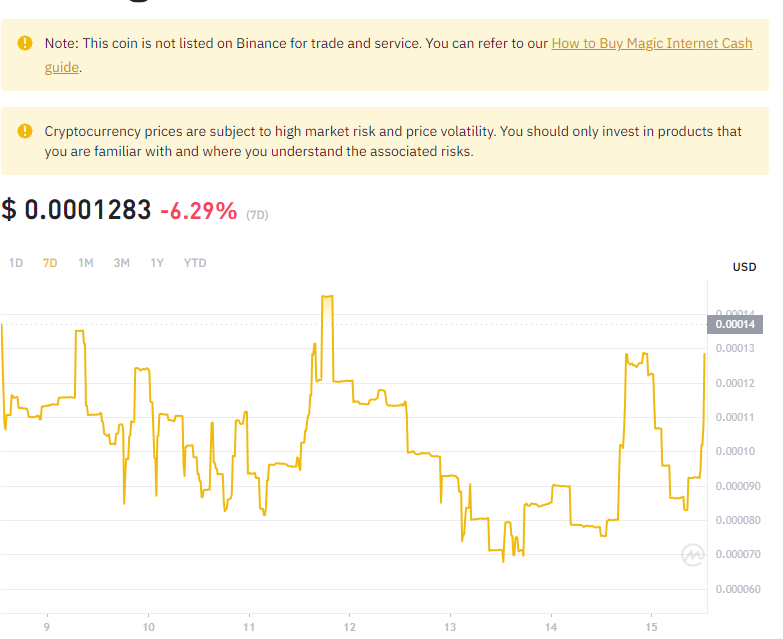 Note: This coin is not listed on Binance for trade and service. You can refer to our How to Buy Magic Internet Cash
guide.
Cryptocurrency prices are subject to high market risk and price volatility. You should only invest in products that
you are familiar with and where you understand the associated risks.
$ 0.0001283 -6.29% (7D)
1D 7D 1M 3M 1Y YTD
USD
0.00014
0.00014
0.00013
0.00012
0.00011
0.00010
0.000090
0.000080
0.000070
0.000060
9 10 11 12 13 14 15